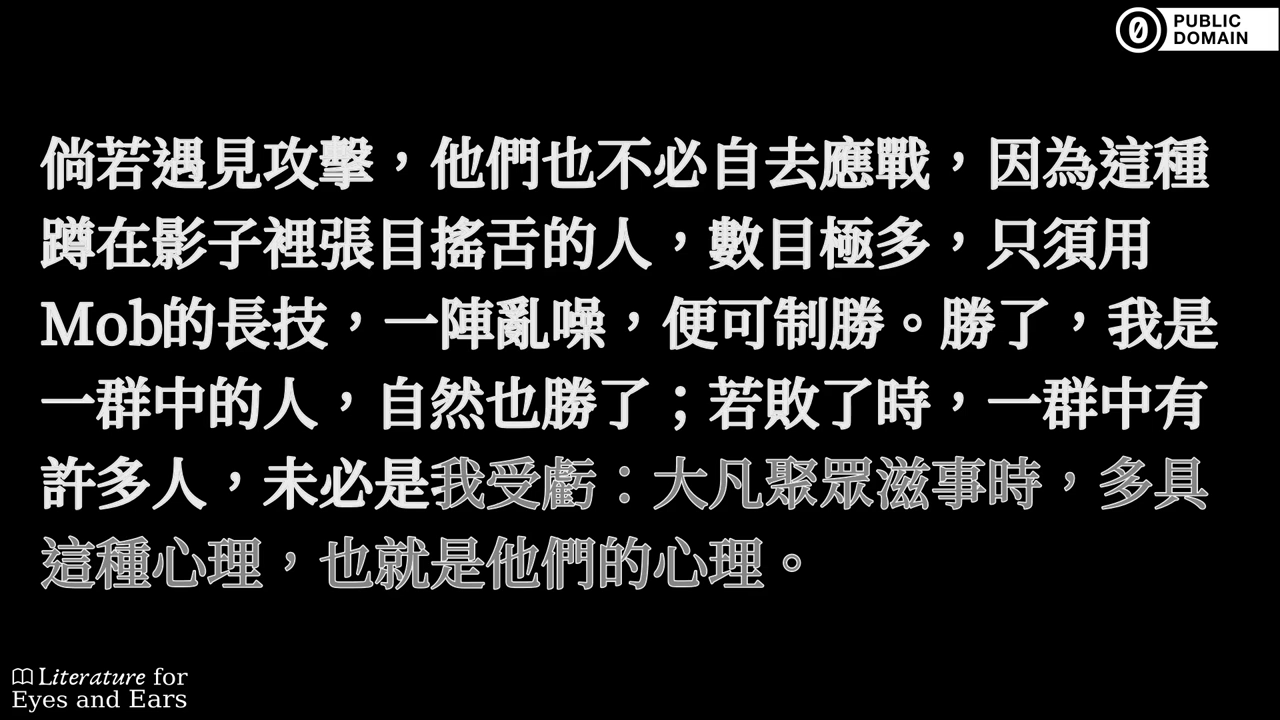 PUBLIC
DOMAIN
倘若遇見攻擊，他們也不必自去應戰，因為這種
蹲在影子裡張目搖舌的人，數目極多，只須用
Mob的長技，一陣亂噪，便可制勝。勝了，我是
一群中的人，自然也勝了；若敗了時，一群中有
許多人，未必是我受虧：大凡聚眾滋事時，多具
這種心理，也就是他們的心理。
Literature for
Eyes and Ears